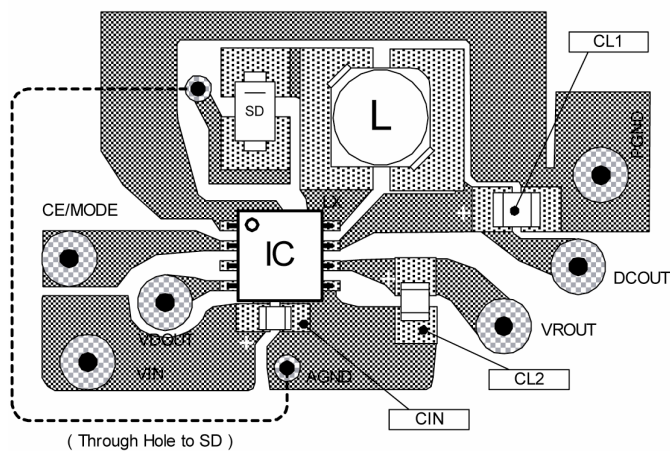 CL1
SD
L
PGND
LX
CE/MODE
IC
DCOUT
VDOUT
VROUT
VIN
AGND
CL2
CIN
( Through Hole to SD )